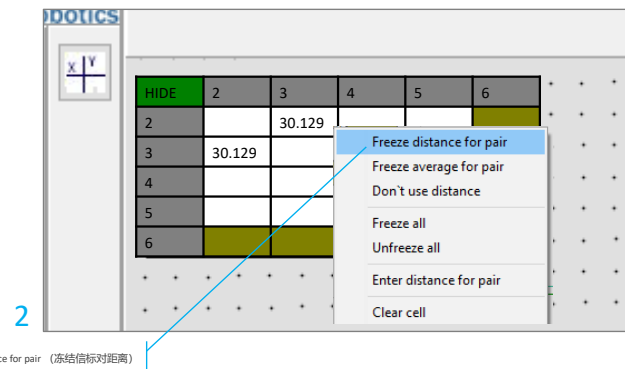 obotics
X Y
HIDE 2 3 4 5 6
2 30.129
3 30.129
4
5
6
Freeze distance for pair
Freeze average for pair
Don`t use distance
Freeze all
Unfreeze all
Enter distance for pair
Clear cell
2
ce for pair （冻结信标对距离）